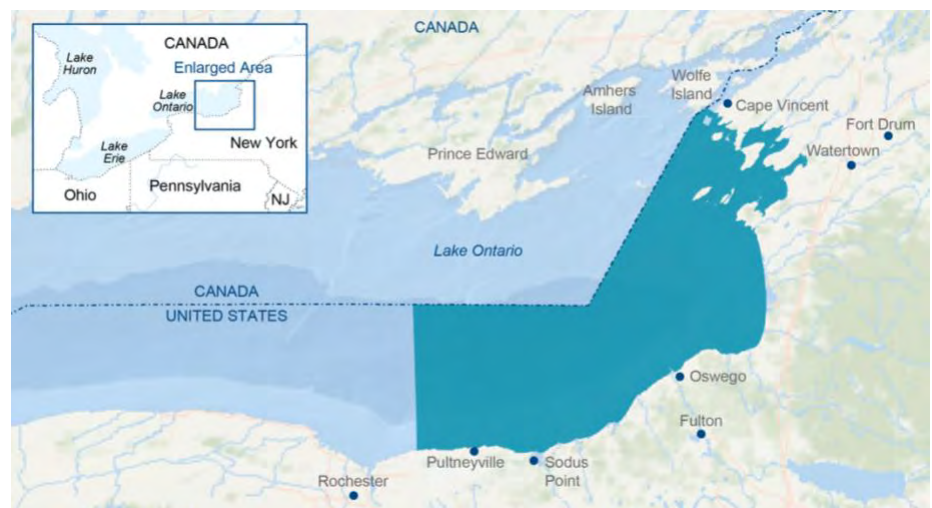 CANADA
Lake
Huron
CANADA
Enlarged Area
Lake
Ontario
New York
Lake
Erie
Ohio
Pennsylvania
NJ
Amhers
Island
Wolfe
Island
Cape Vincent
Fort Drum
Watertown
Prince Edward
Lake Ontario
CANADA
UNITED STATES
Oswego
Fulton
Pultneyville
Sodus
Point
Rochester